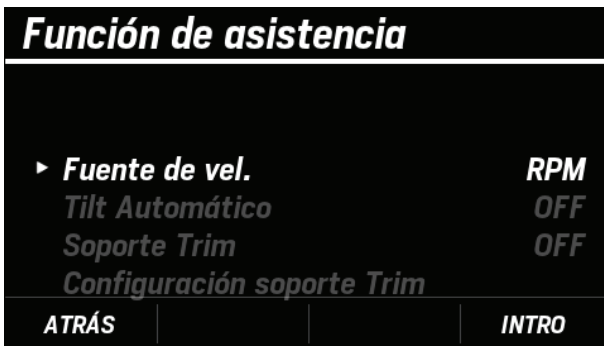 Función de asistencia
▸ Fuente de vel. RPM
Tilt Automático OFF
Soporte Trim OFF
Configuración soporte Trim
ATRÁS INTRO